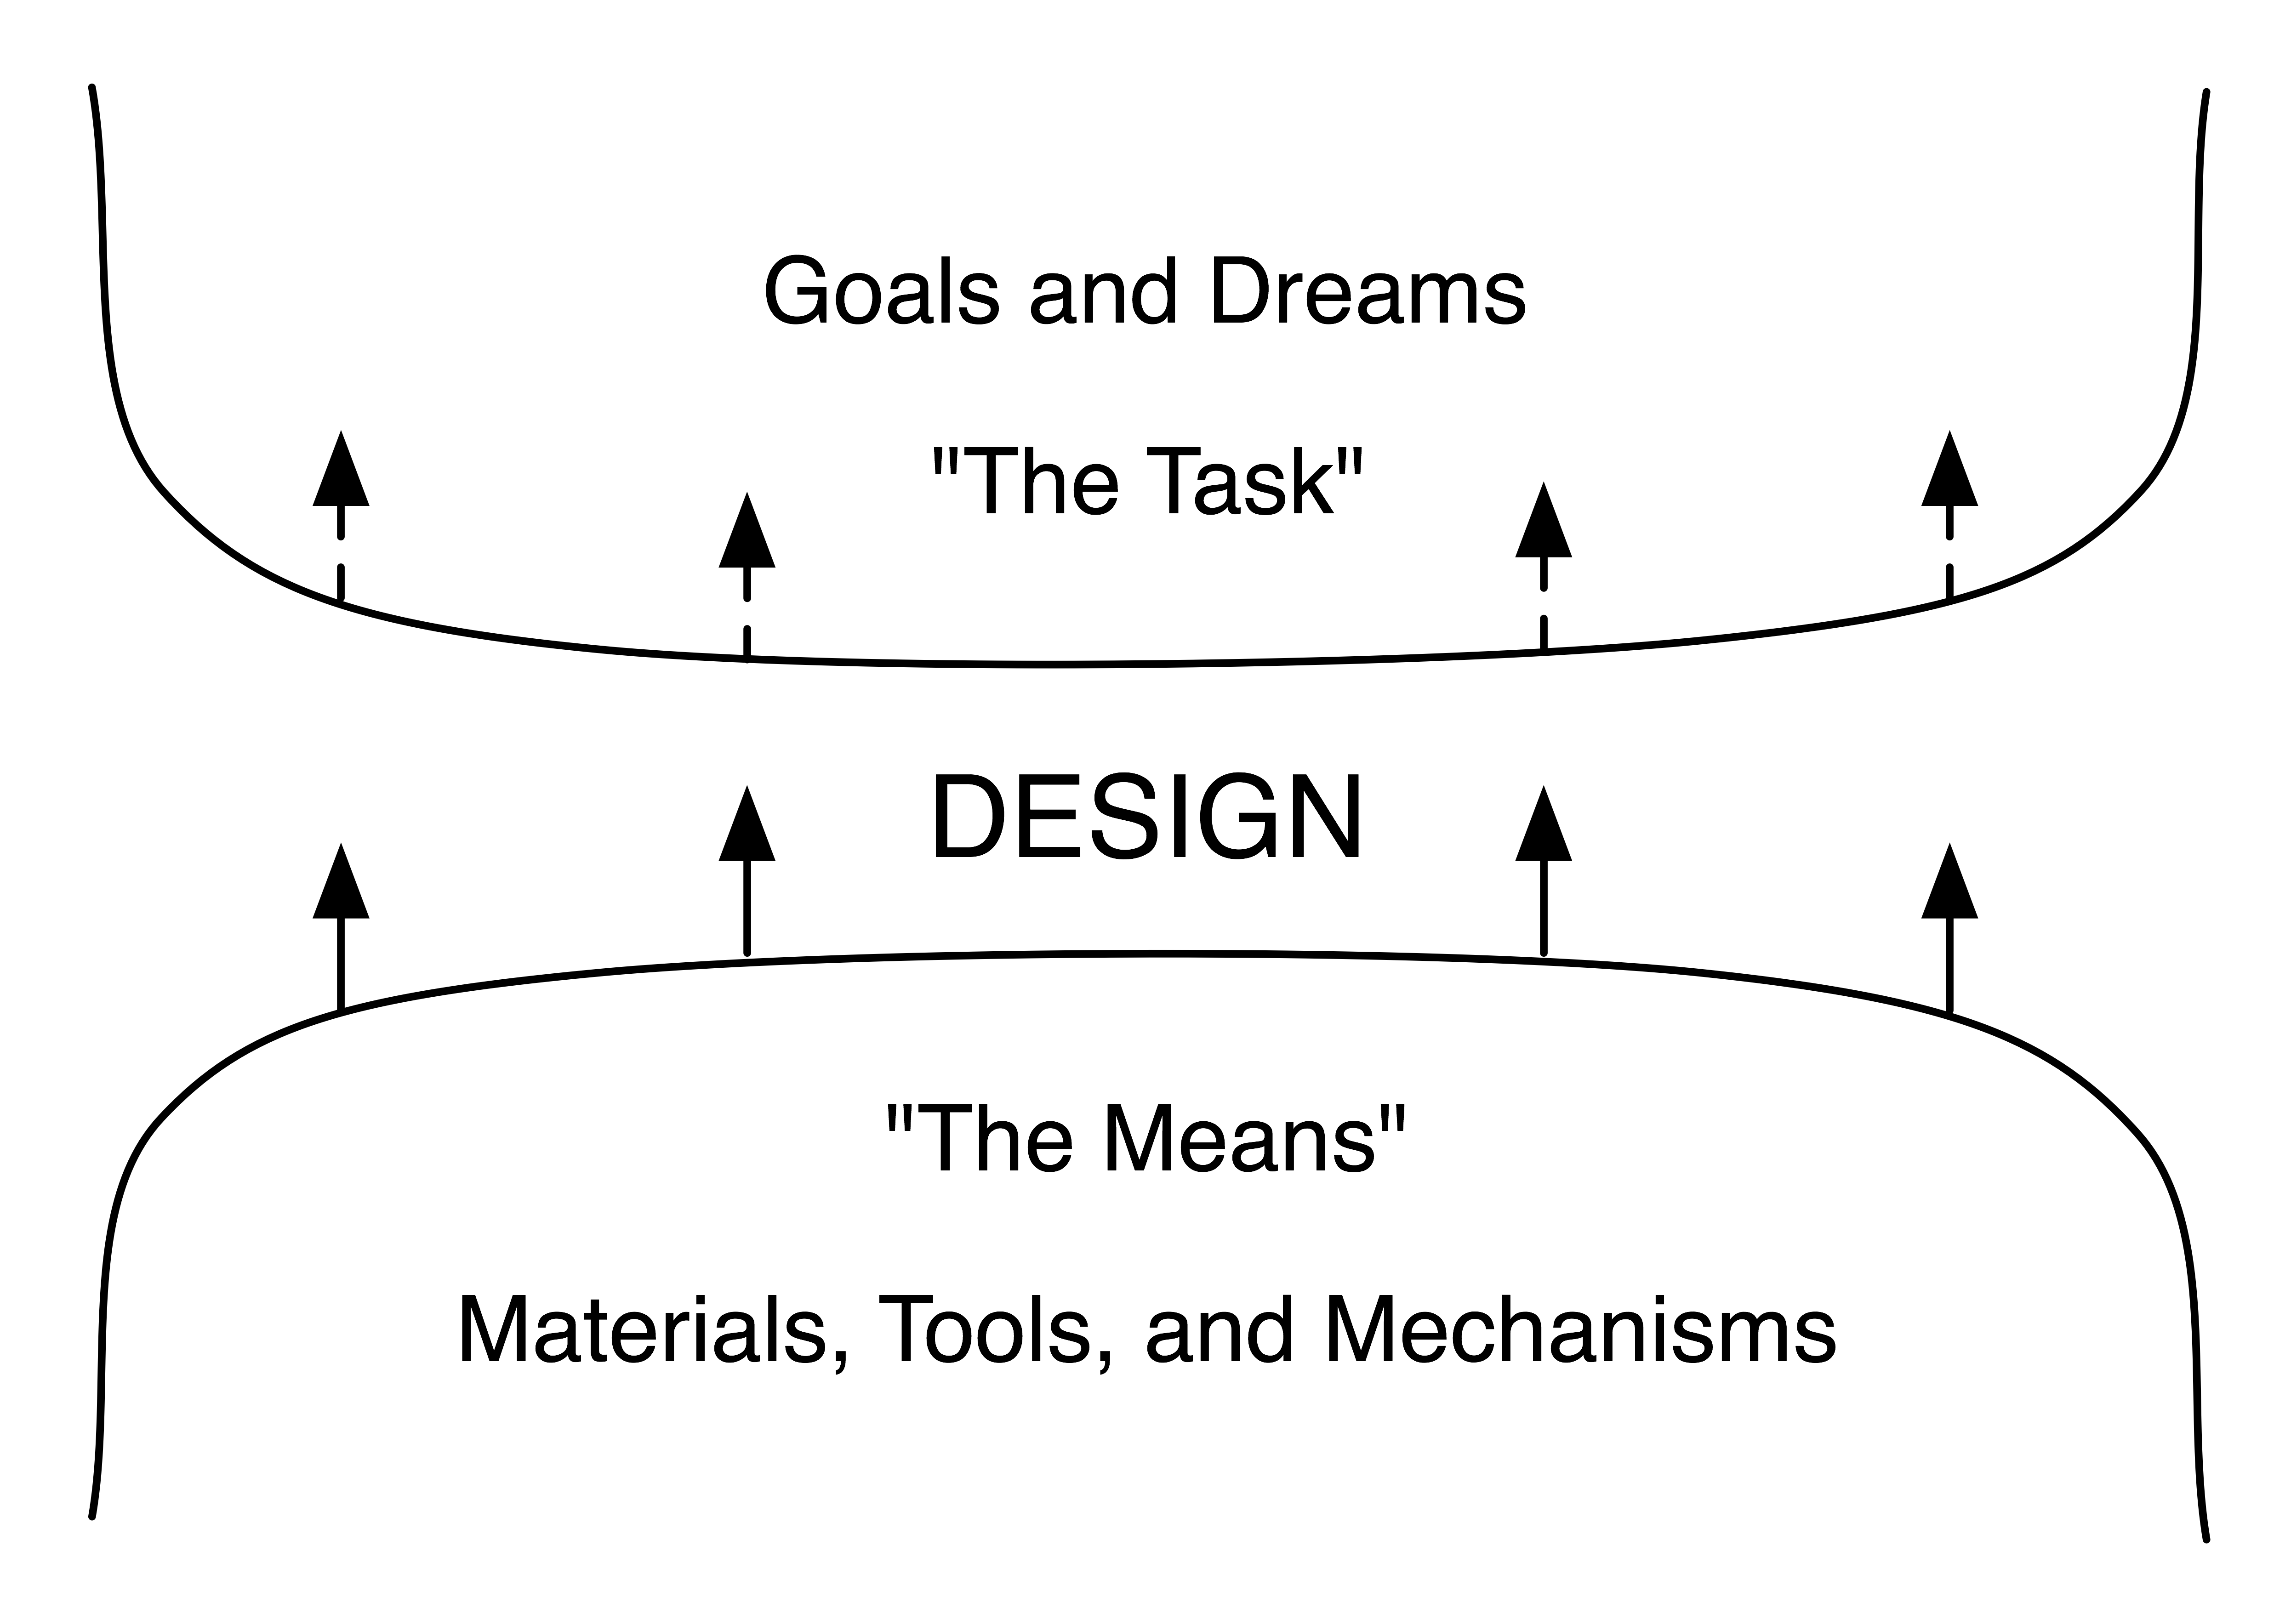 Goals and Dreams
"The Task"
DESIGN
"The Means"
Materials, Tools, and Mechanisms